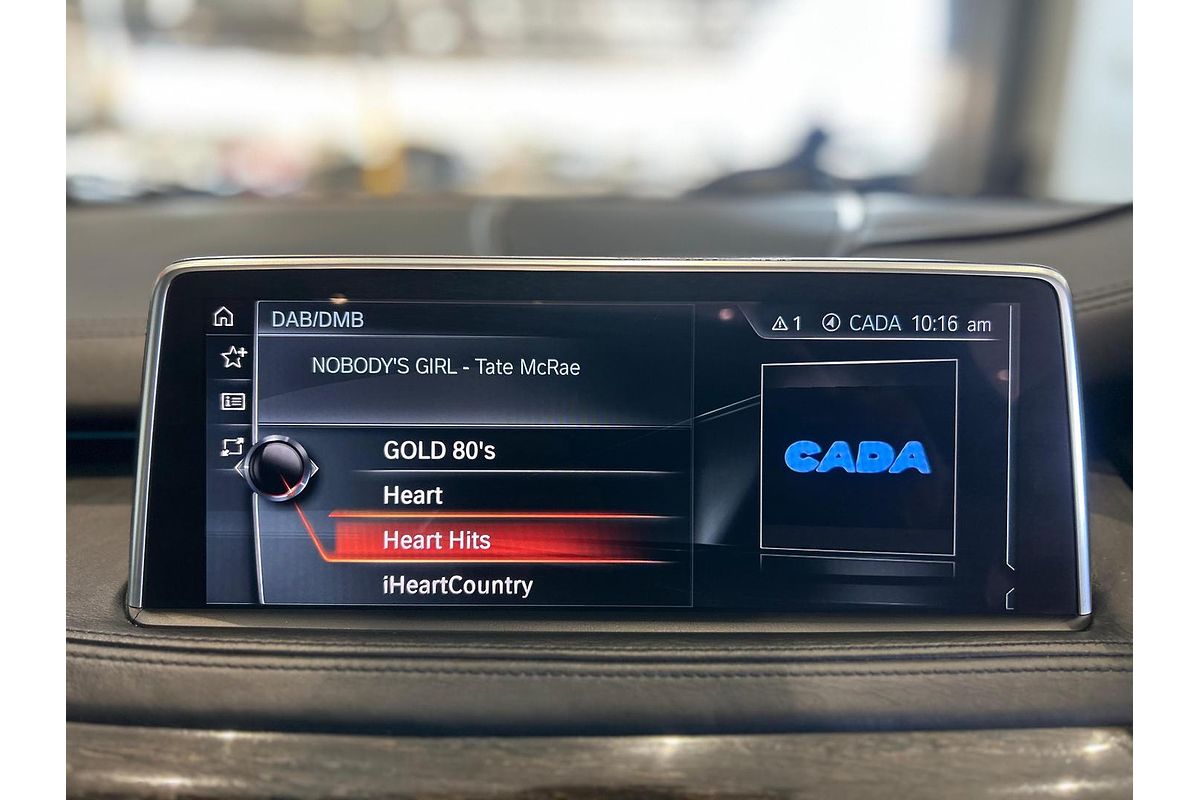 DAB/DMB
1 CADA 10:16 am
NOBODY'S GIRL - Tate McRae
GOLD 80's
Heart
Heart Hits
iHeartCountry
CADA